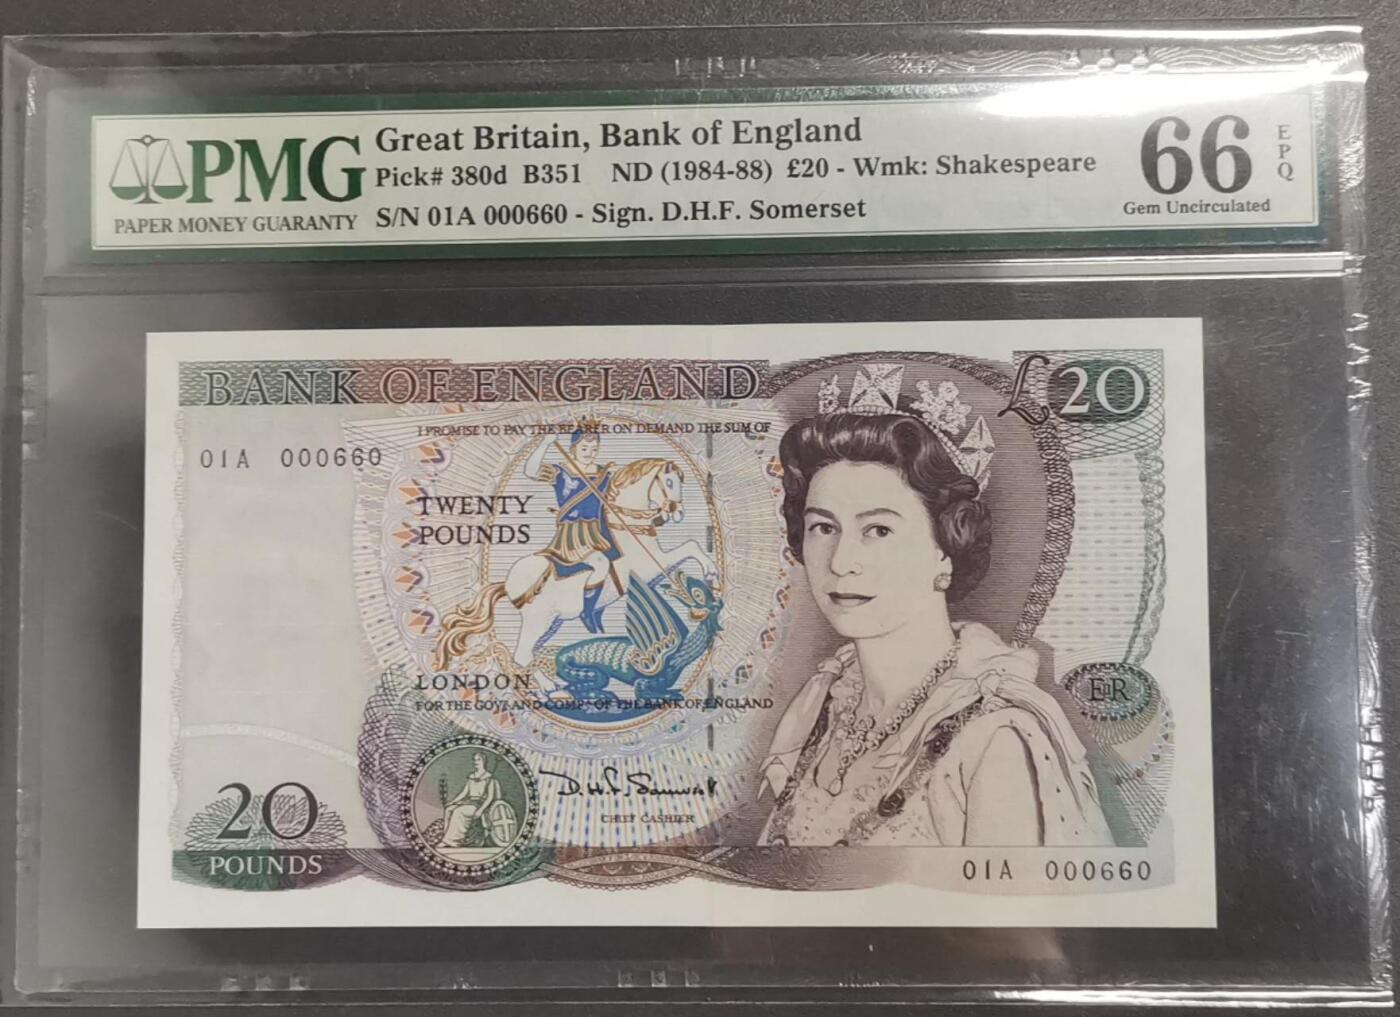 PMG
PAPER MONEY GUARANTY
Great Britain, Bank of England
Pick# 380d B351 ND (1984-88) £20 - Wmk: Shakespeare
S/N 01A 000660 - Sign. D.H.F. Somerset
66
EPQ
Gem Uncirculated
BANK OF ENGLAND
£20
I PROMISE TO PAY THE BEARER ON DEMAND THE SUM OF
01A 000660
TWENTY
POUNDS
LONDON
FOR THE GOVT AND COMPA OF THE BANK OF ENGLAND
EIIR
D.H.F. Somerset
CHIEF CASHIER
20
POUNDS
01A 000660